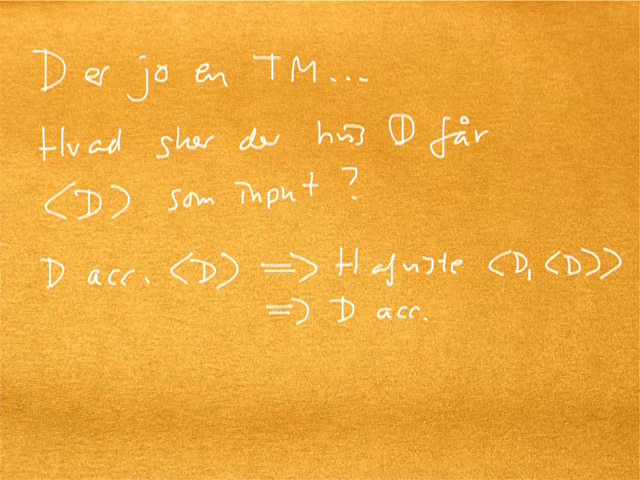 D er jo en TM...
Hvad sker der hvis D får
<D> som input?
D acc. <D> => H afviste <D, <D>>
=> D acc.